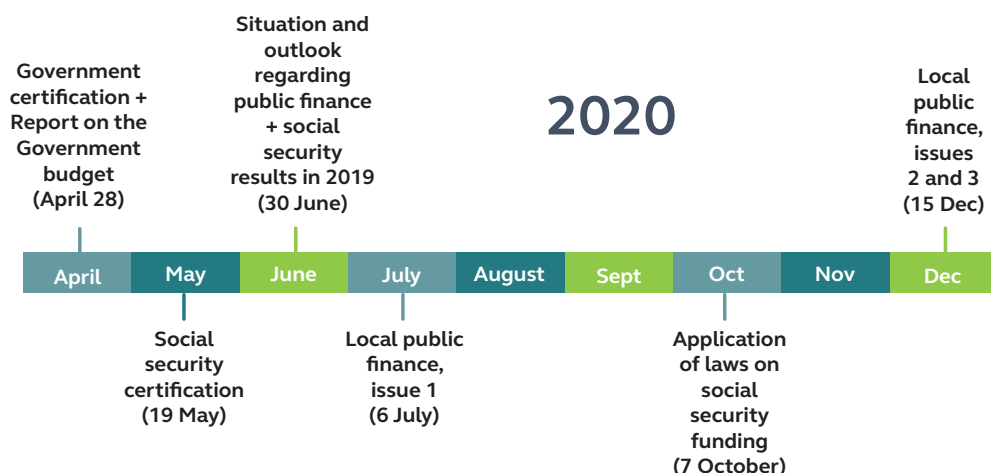 Government
certification +
Report on the
Government
budget
(April 28)
Situation and
outlook
regarding
public finance
+ social
security
results in 2019
(30 June)
2020
Local
public
finance,
issues
2 and 3
(15 Dec)
April
May
June
July
August
Sept
Oct
Nov
Dec
Social
security
certification
(19 May)
Local public
finance,
issue 1
(6 July)
Application
of laws on
social
security
funding
(7 October)